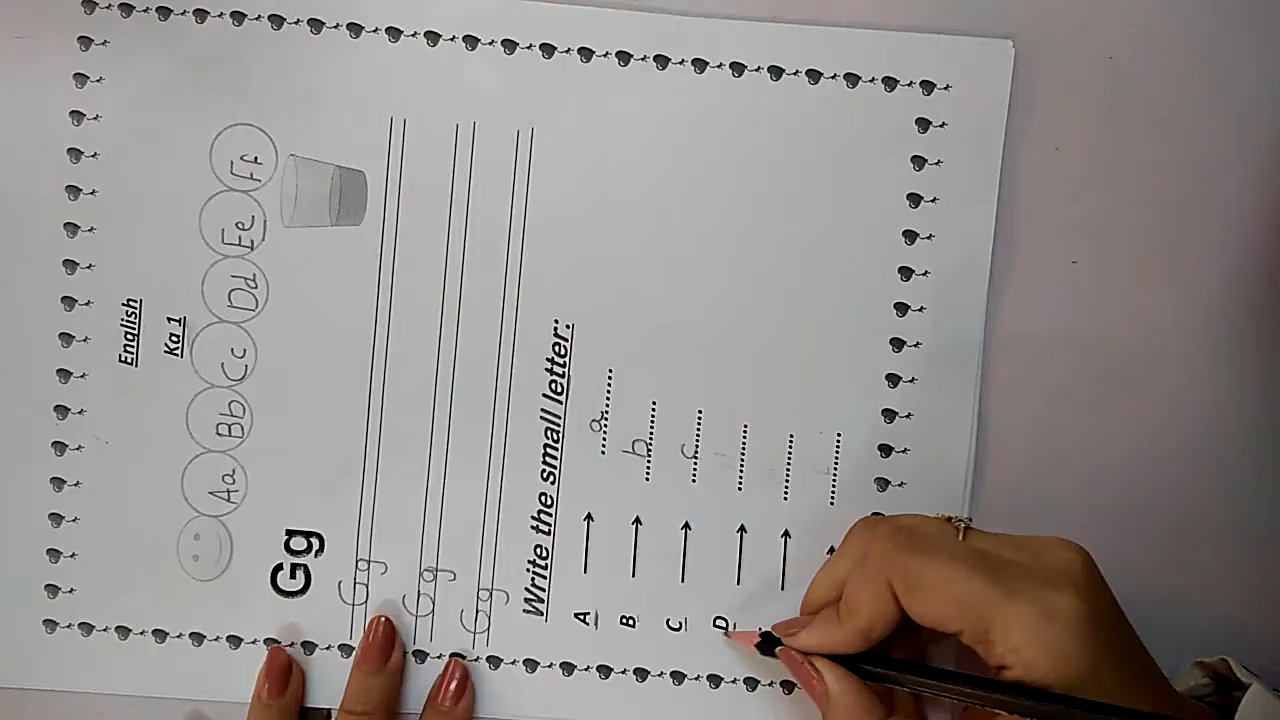 English
Ka 1
Aa Bb Cc Dd Ee Ff
Gg
Gg
Gg
Gg
Write the small letter:
A a
B b
C c
D